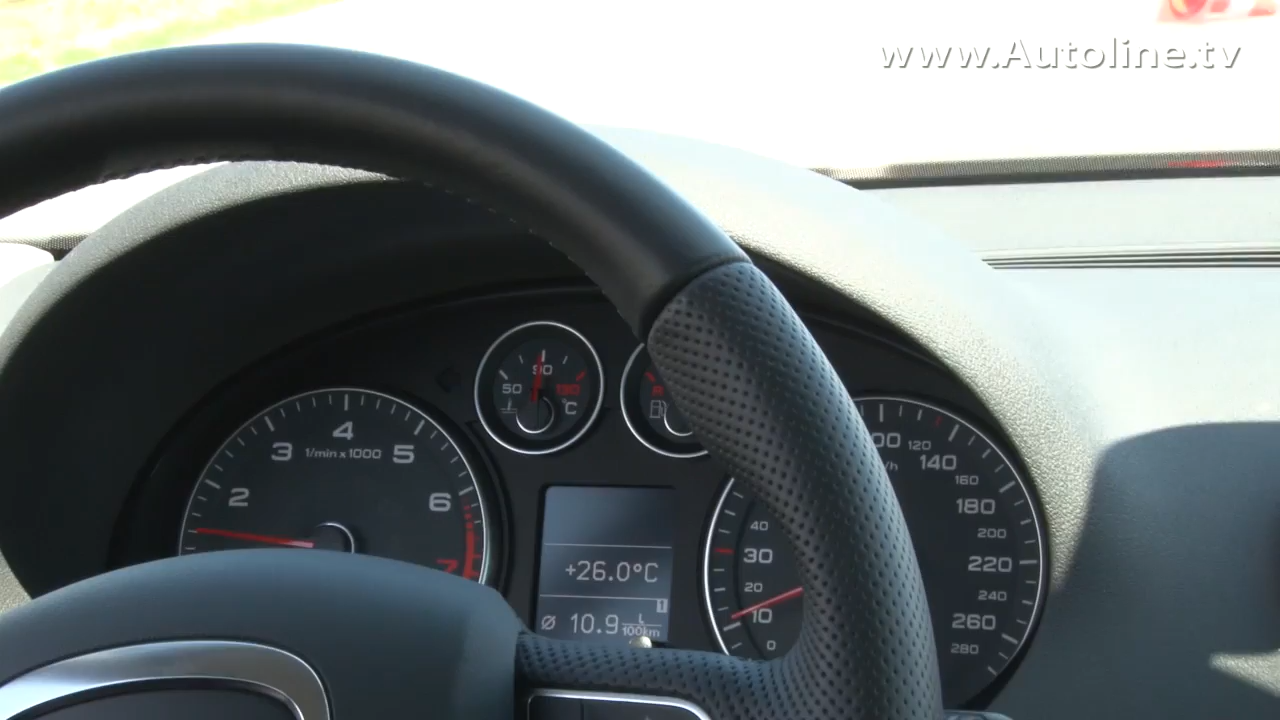 www.Autoline.tv
2 3 4 5 6 7
1/min x 1000
50 90 130 °C
R
+26.0°C
1
Ø 10.9 L/100km
0 10 20 30 40
120 140 160 180 200 220 240 260 280